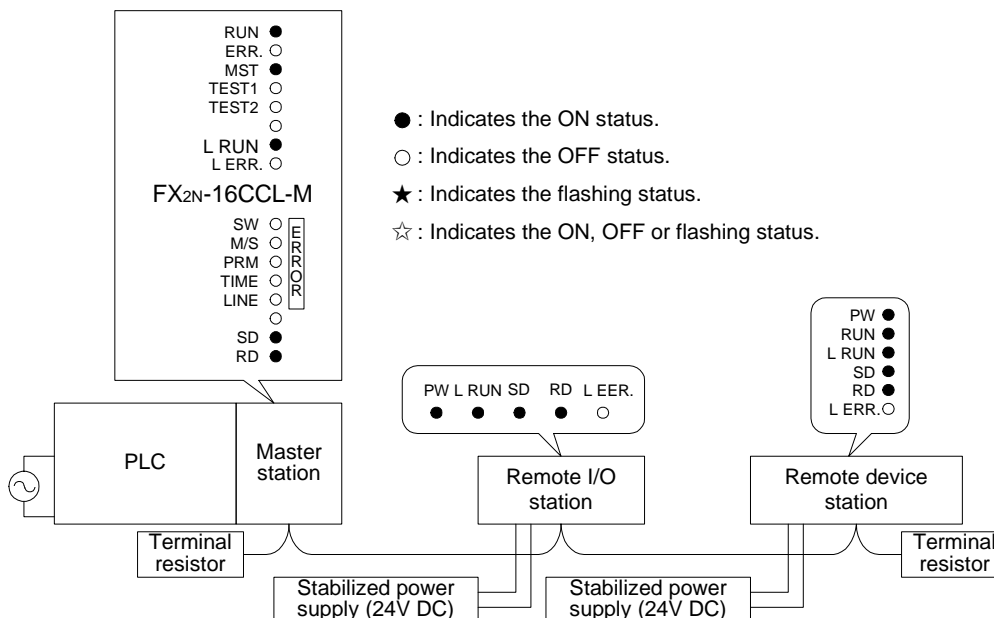 RUN
ERR.
MST
TEST1
TEST2
L RUN
L ERR.
FX2N-16CCL-M
SW
M/S
PRM
TIME
LINE
ERROR
SD
RD
: Indicates the ON status.
: Indicates the OFF status.
: Indicates the flashing status.
: Indicates the ON, OFF or flashing status.
PW L RUN SD RD L EER.
PW
RUN
L RUN
SD
RD
L ERR.
PLC
Master
station
Remote I/O
station
Remote device
station
Terminal
resistor
Terminal
resistor
Stabilized power
supply (24V DC)
Stabilized power
supply (24V DC)